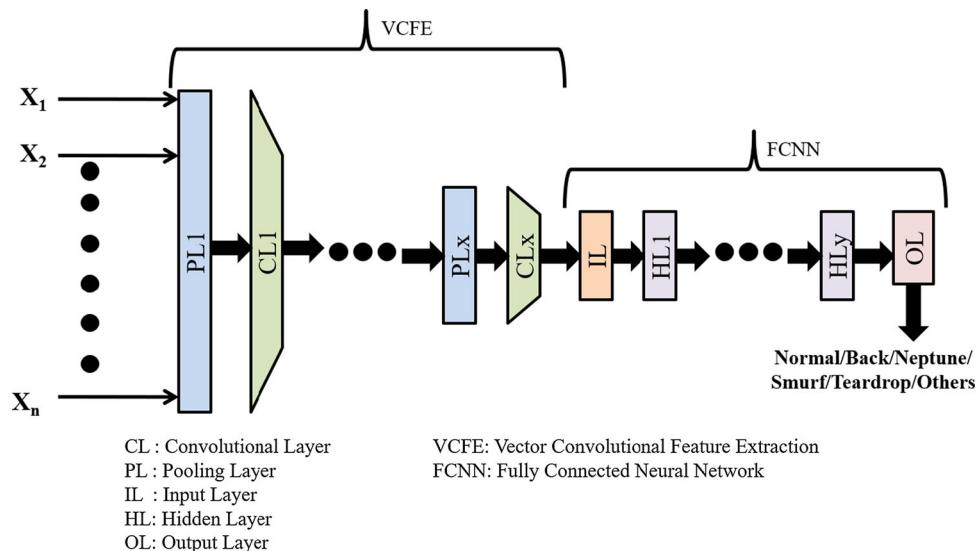 VCFE
X1
X2
Xn
PL1
CL1
PLx
CLx
FCNN
IL
HL1
HLy
OL
Normal/Back/Neptune/
Smurf/Teardrop/Others
CL : Convolutional Layer
PL : Pooling Layer
IL : Input Layer
HL: Hidden Layer
OL: Output Layer
VCFE: Vector Convolutional Feature Extraction
FCNN: Fully Connected Neural Network